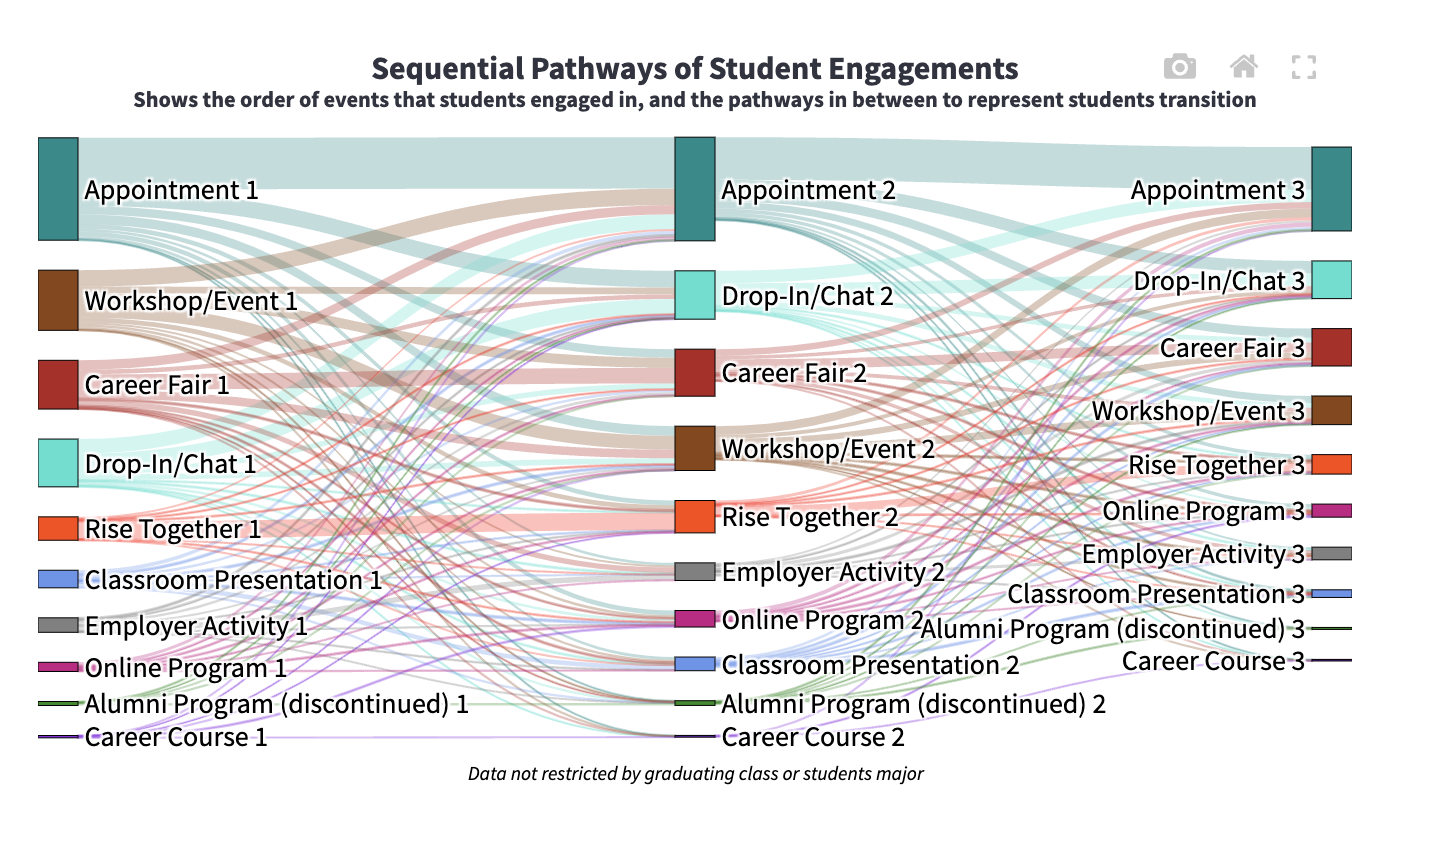 Sequential Pathways of Student Engagements
Shows the order of events that students engaged in, and the pathways in between to represent students transition
Appointment 1
Workshop/Event 1
Career Fair 1
Drop-In/Chat 1
Rise Together 1
Classroom Presentation 1
Employer Activity 1
Online Program 1
Alumni Program (discontinued) 1
Career Course 1
Appointment 2
Drop-In/Chat 2
Career Fair 2
Workshop/Event 2
Rise Together 2
Employer Activity 2
Online Program 2
Classroom Presentation 2
Alumni Program (discontinued) 2
Career Course 2
Appointment 3
Drop-In/Chat 3
Career Fair 3
Workshop/Event 3
Rise Together 3
Online Program 3
Employer Activity 3
Classroom Presentation 3
Alumni Program (discontinued) 3
Career Course 3
Data not restricted by graduating class or students major